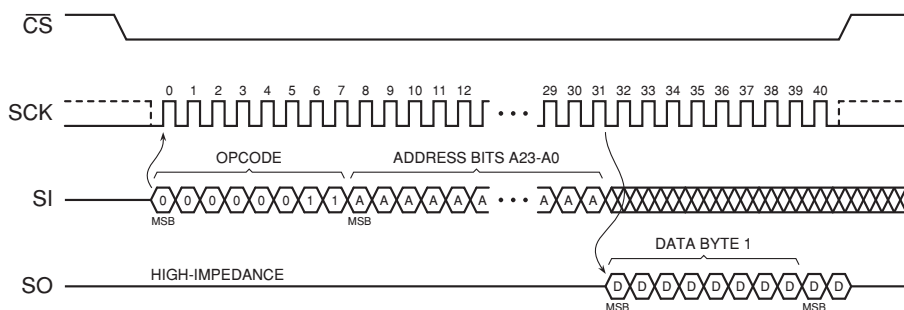 CS
SCK
0 1 2 3 4 5 6 7 8 9 10 11 12 29 30 31 32 33 34 35 36 37 38 39 40
OPCODE ADDRESS BITS A23-A0
SI
0 0 0 0 0 0 1 1 A A A A A A A A A
MSB MSB
DATA BYTE 1
HIGH-IMPEDANCE
SO
D D D D D D D D D D
MSB MSB